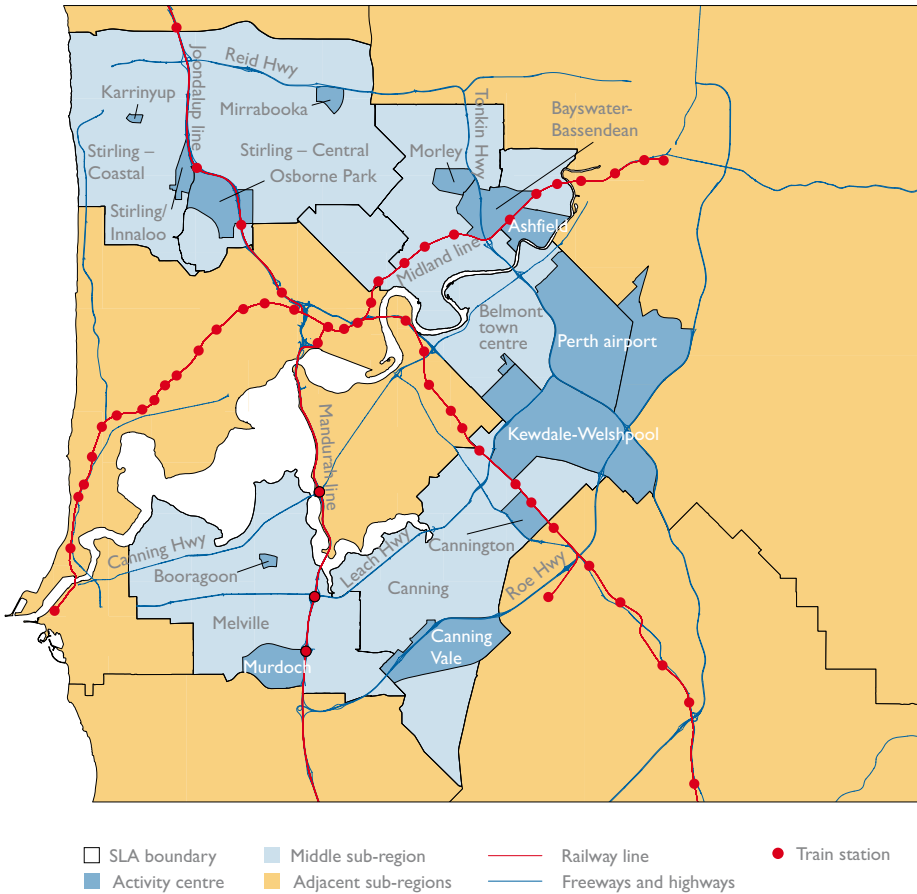 Joondalup line
Reid Hwy
Karrinyup
Mirrabooka
Tonkin Hwy
Bayswater-
Bassendean
Stirling –
Coastal
Stirling – Central
Osborne Park
Morley
Stirling/
Innaloo
Ashfield
Midland line
Belmont
town
centre
Perth airport
Mandurah line
Kewdale-Welshpool
Canning Hwy
Booragoon
Leach Hwy
Cannington
Canning
Roe Hwy
Melville
Murdoch
Canning
Vale
SLA boundary
Middle sub-region
Railway line
Train station
Activity centre
Adjacent sub-regions
Freeways and highways